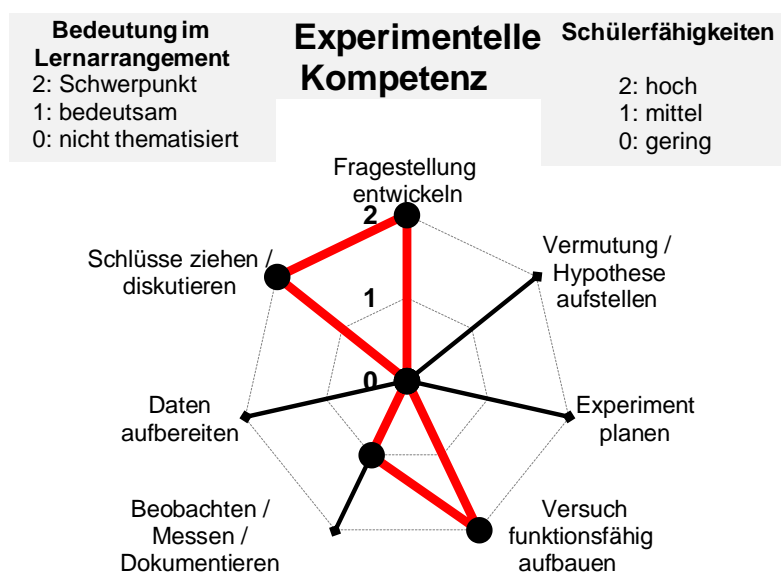 Bedeutung im
Lernarrangement
2: Schwerpunkt
1: bedeutsam
0: nicht thematisiert
Experimentelle
Kompetenz
Schülerfähigkeiten
2: hoch
1: mittel
0: gering
Fragestellung
entwickeln
2
1
0
Vermutung /
Hypothese
aufstellen
Experiment
planen
Versuch
funktionsfähig
aufbauen
Beobachten /
Messen /
Dokumentieren
Daten
aufbereiten
Schlüsse ziehen /
diskutieren